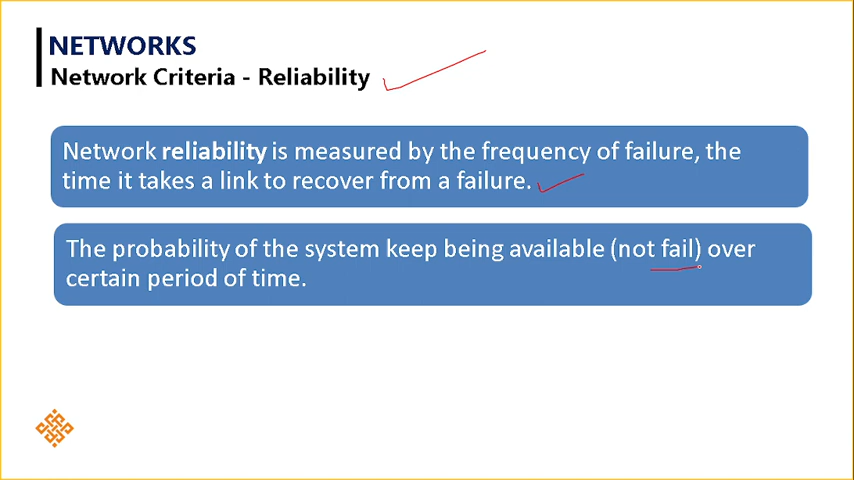 NETWORKS
Network Criteria - Reliability
Network reliability is measured by the frequency of failure, the
time it takes a link to recover from a failure.
The probability of the system keep being available (not fail) over
certain period of time.